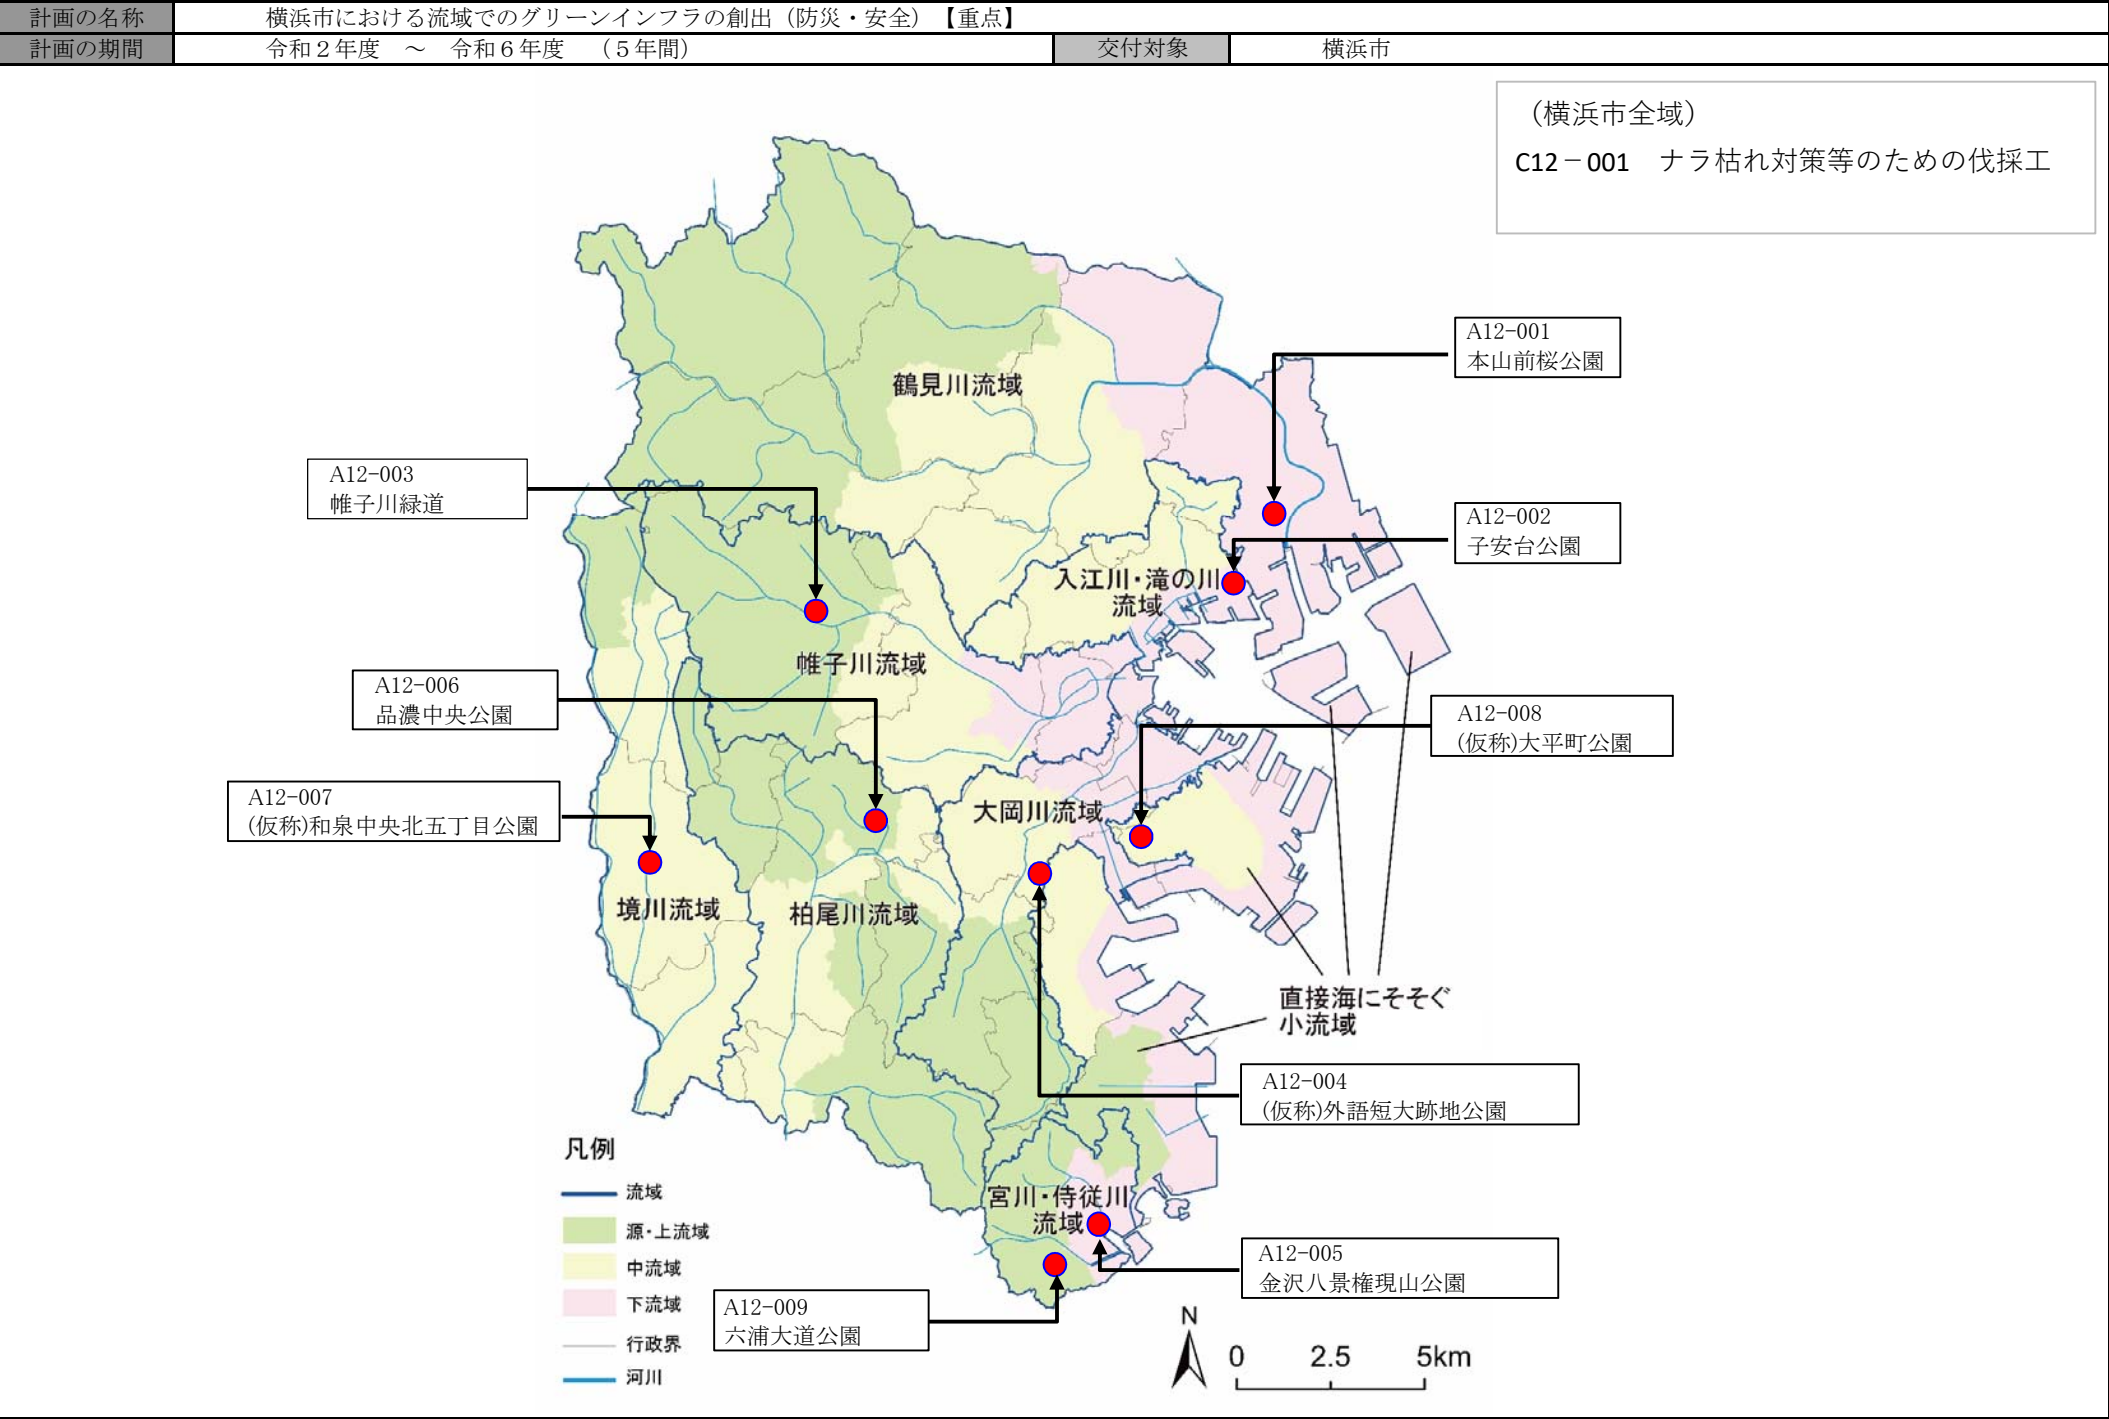 計画の名称
横浜市における流域でのグリーンインフラの創出（防災・安全）【重点】
計画の期間
令和２年度　～　令和６年度　（５年間）
交付対象
横浜市
（横浜市全域）
C12－001　ナラ枯れ対策等のための伐採工
A12-001
本山前桜公園
鶴見川流域
A12-003
帷子川緑道
A12-002
子安台公園
入江川・滝の川
流域
帷子川流域
A12-006
品濃中央公園
A12-008
(仮称)大平町公園
A12-007
(仮称)和泉中央北五丁目公園
大岡川流域
境川流域
柏尾川流域
直接海にそそぐ
小流域
A12-004
(仮称)外語短大跡地公園
凡例
流域
源・上流域
中流域
下流域
行政界
河川
宮川・侍従川
流域
A12-005
金沢八景権現山公園
A12-009
六浦大道公園
N
0　2.5　5km